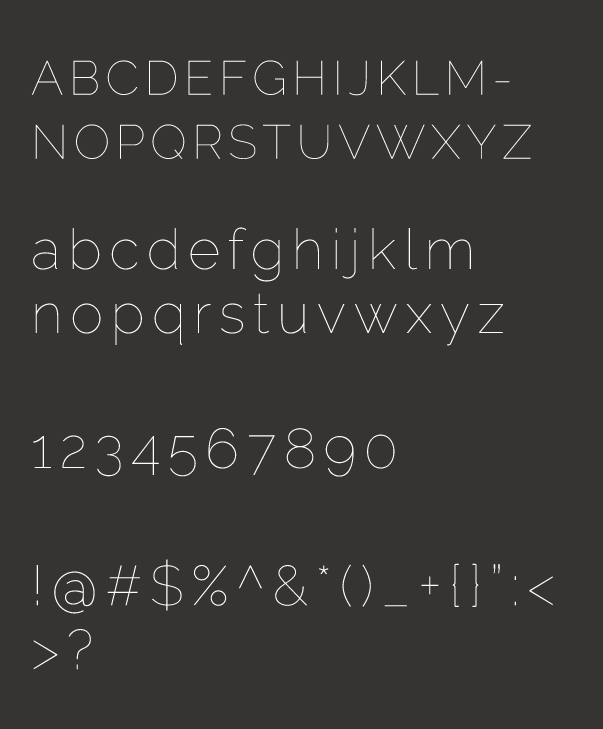 ABCDEFGHIJKLM-
NOPQRSTUVWXYZ
abcdefghijklm
nopqrstuvwxyz
1234567890
!@#$%^&*()_+{}":<
>?